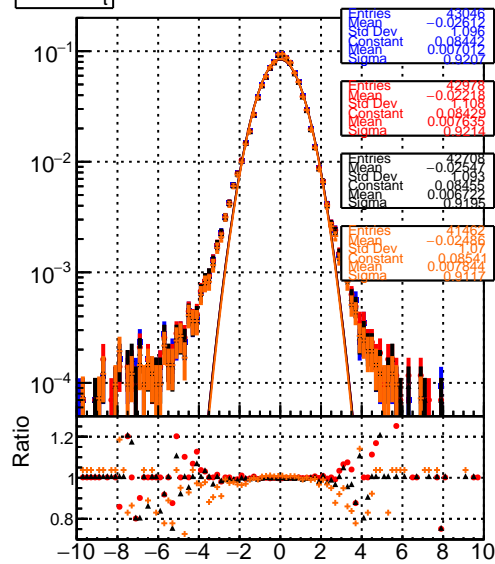 t
Entries 43046
Mean −0.02612
Std Dev 1.096
Constant 0.08442
Mean 0.007012
Sigma 0.9207
Entries 42978
Mean −0.02218
Std Dev 1.108
Constant 0.08429
Mean 0.007635
Sigma 0.9214
Entries 42708
Mean −0.02547
Std Dev 1.093
Constant 0.08455
Mean 0.006722
Sigma 0.9195
Entries 41462
Mean −0.02486
Std Dev 1.07
Constant 0.08541
Mean 0.007844
Sigma
10⁻¹
10⁻²
10⁻³
10⁻⁴
Ratio
1.2
1
0.8
−10 −8 −6 −4 −2 0 2 4 6 8 10